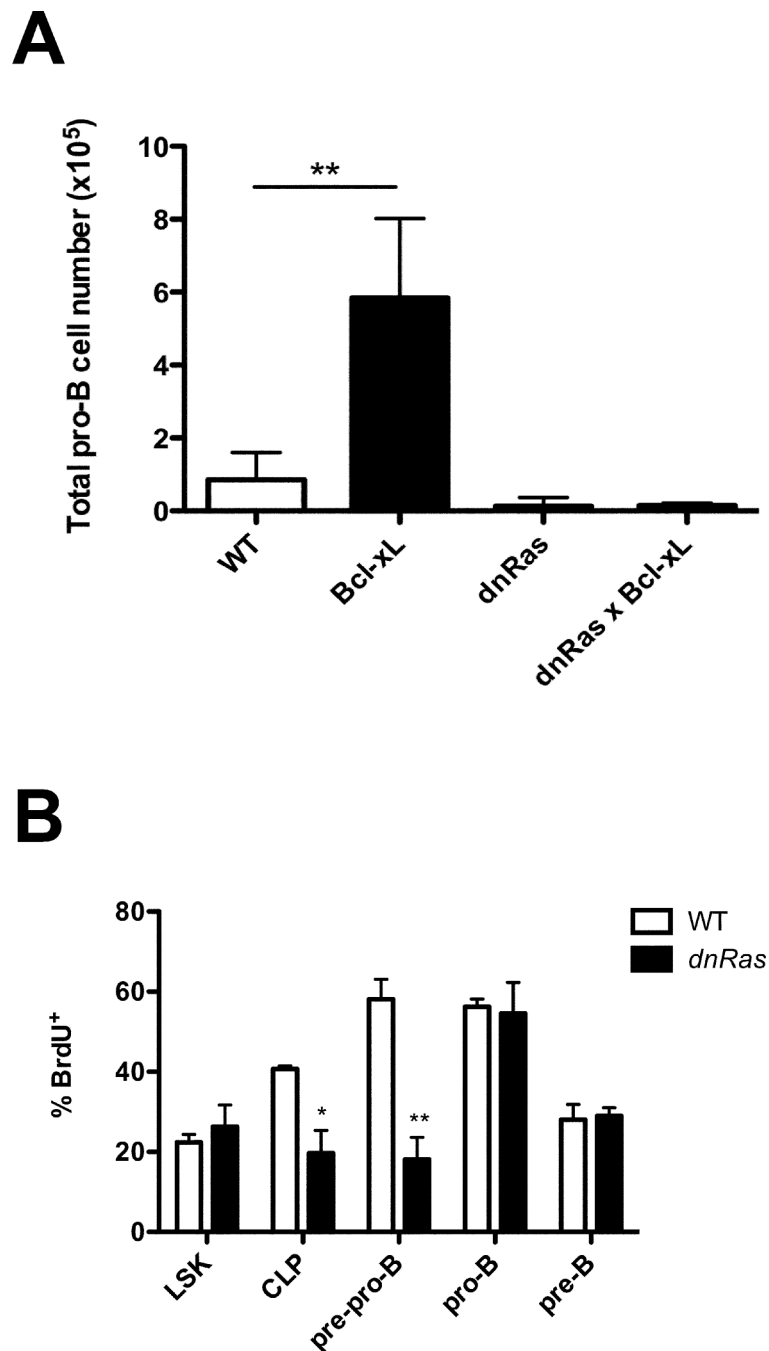 A
Total pro-B cell number (x10⁵)
10
8
6
4
2
0
**
WT
Bcl-xL
dnRas
dnRas x Bcl-xL
B
% BrdU⁺
80
60
40
20
0
*
**
LSK
CLP
pre-pro-B
pro-B
pre-B
WT
dnRas